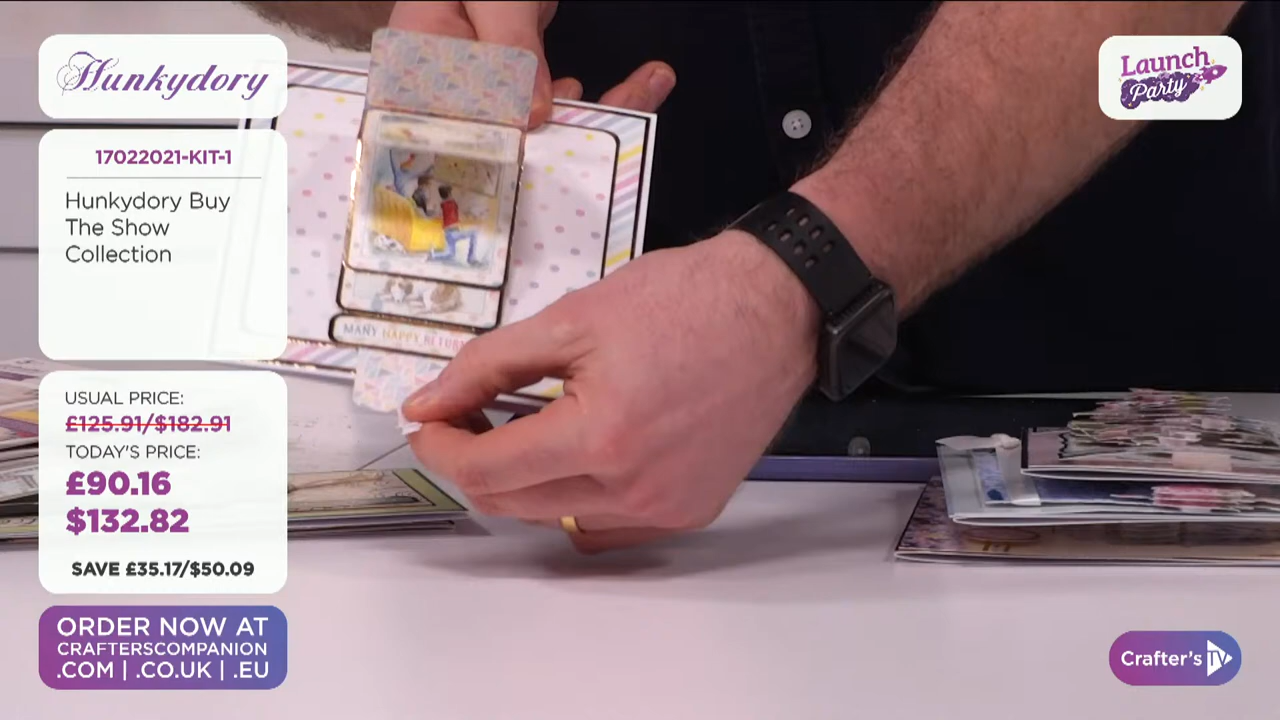 Hunkydory
17022021-KIT-1
Hunkydory Buy
The Show
Collection
USUAL PRICE:
£125.91/$182.91
TODAY'S PRICE:
£90.16
$132.82
SAVE £35.17/$50.09
ORDER NOW AT
CRAFTERSCOMPANION
.COM | .CO.UK | .EU
Launch
Party
MANY HAPPY RETURN
Crafter's TV